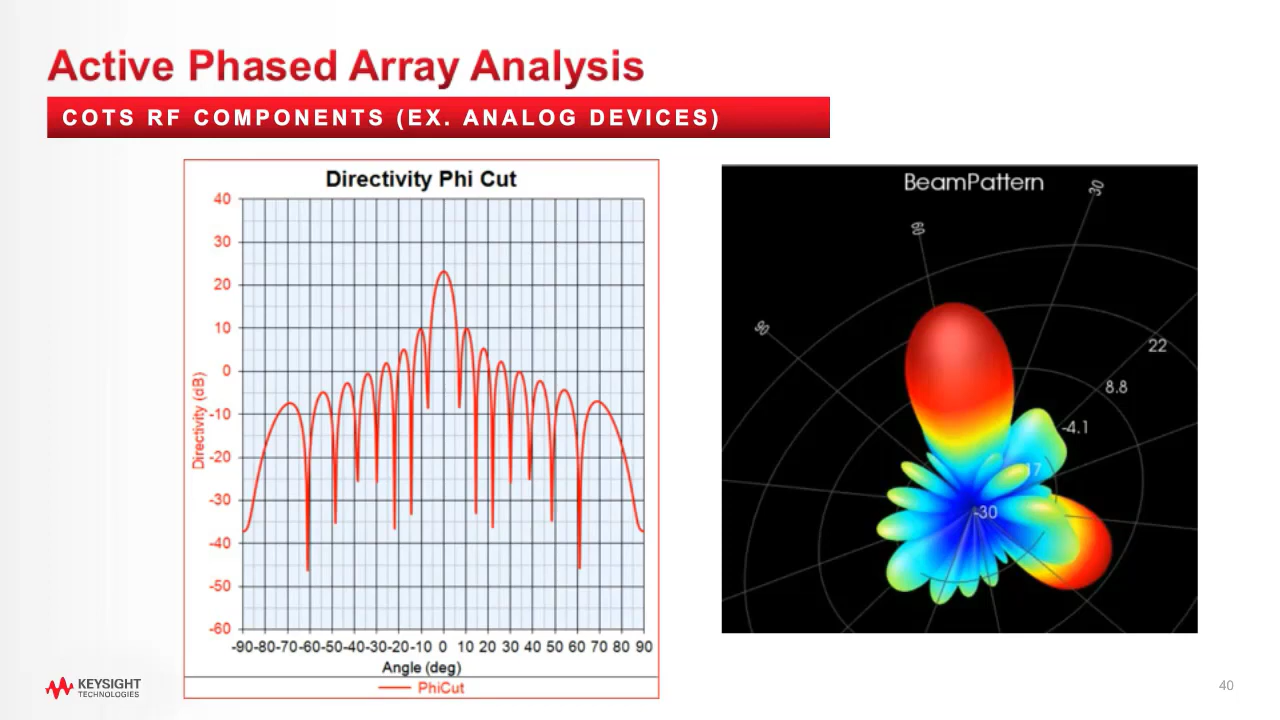 Active Phased Array Analysis
COTS RF COMPONENTS (EX. ANALOG DEVICES)
Directivity Phi Cut
40
30
20
10
0
-10
-20
-30
-40
-50
-60
Directivity (dB)
-90-80-70-60-50-40-30-20-10 0 10 20 30 40 50 60 70 80 90
Angle (deg)
PhiCut
BeamPattern
30
60
90
22
8.8
-4.1
-30
KEYSIGHT
TECHNOLOGIES
40